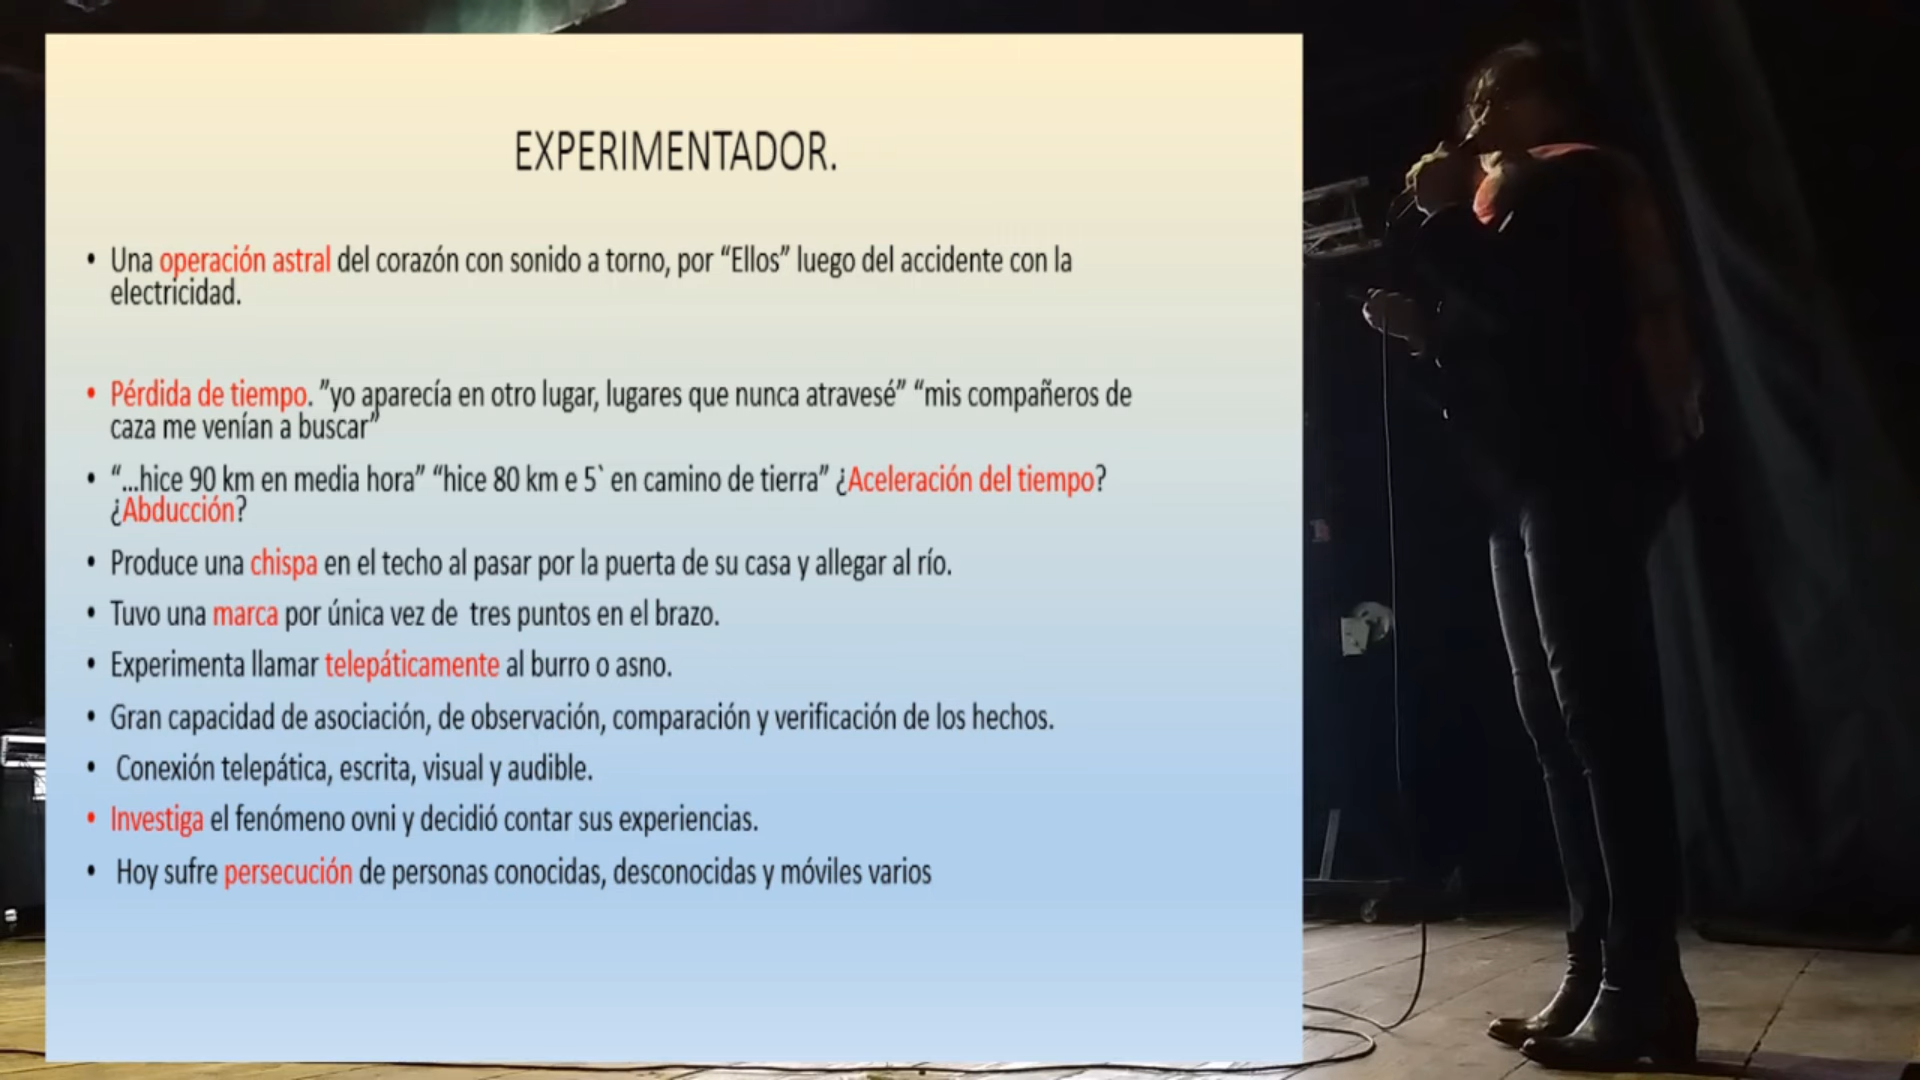 EXPERIMENTADOR.
• Una operación astral del corazón con sonido a torno, por “Ellos” luego del accidente con la
electricidad.
• Pérdida de tiempo. ”yo aparecía en otro lugar, lugares que nunca atravesé” “mis compañeros de
caza me venían a buscar”
• “...hice 90 km en media hora” “hice 80 km e 5` en camino de tierra” ¿Aceleración del tiempo?
¿Abducción?
• Produce una chispa en el techo al pasar por la puerta de su casa y allegar al río.
• Tuvo una marca por única vez de tres puntos en el brazo.
• Experimenta llamar telepáticamente al burro o asno.
• Gran capacidad de asociación, de observación, comparación y verificación de los hechos.
• Conexión telepática, escrita, visual y audible.
• Investiga el fenómeno ovni y decidió contar sus experiencias.
• Hoy sufre persecución de personas conocidas, desconocidas y móviles varios